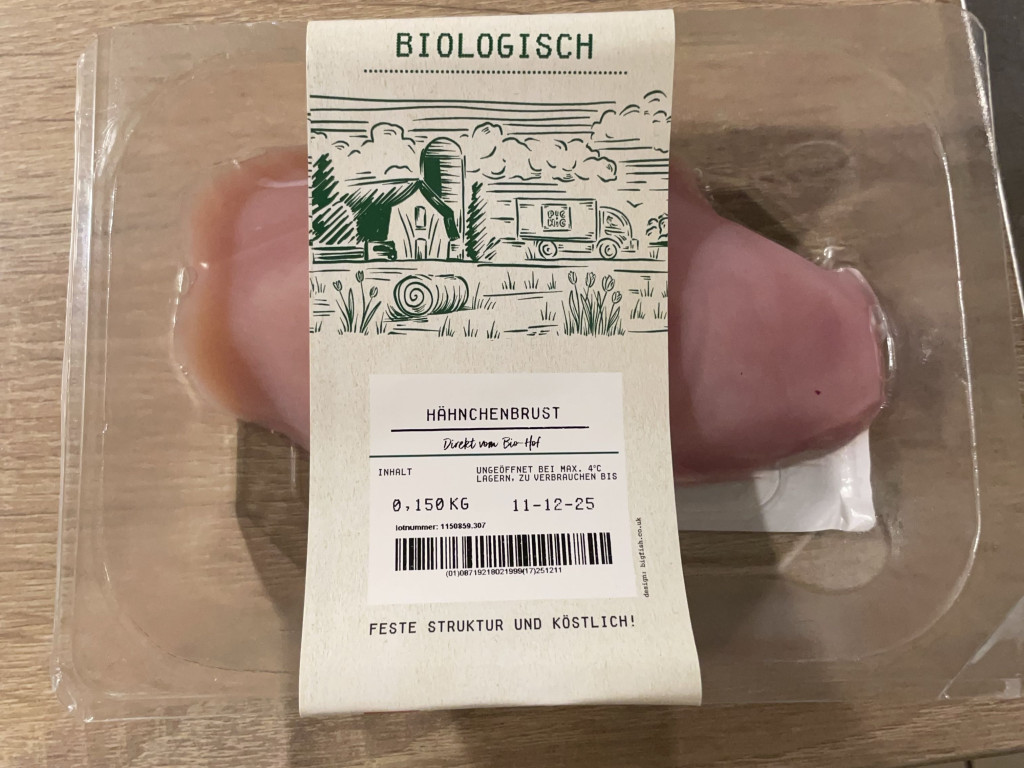 BIOLOGISCH
HÄHNCHENBRUST
Direkt vom Bio Hof
INHALT
UNGEÖFFNET BEI MAX. 4°C
LAGERN, ZU VERBRAUCHEN BIS
0,150 KG
11-12-25
lotnummer: 1150859.307
(01)08719218021999(17)251211
design: bigfish.co.uk
FESTE STRUKTUR UND KÖSTLICH!